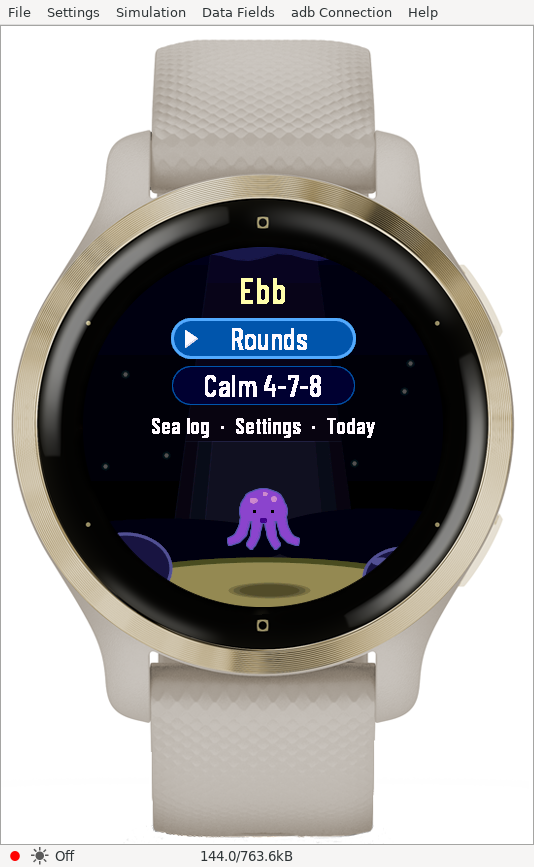 File Settings Simulation Data Fields adb Connection Help
Ebb
Rounds
Calm 4-7-8
Sea log · Settings · Today
Off 144.0/763.6kB